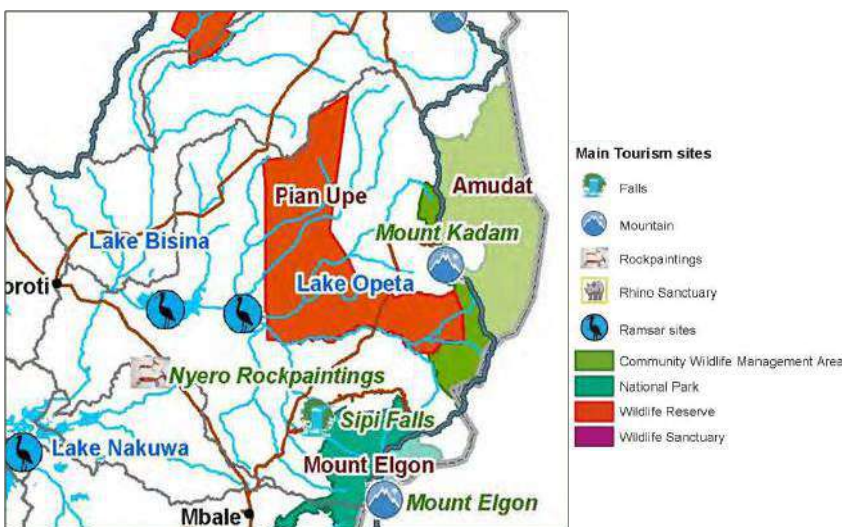 Pian Upe
Amudat
Lake Bisina
Mount Kadam
Lake Opeta
oroti
Nyero Rockpaintings
Sipi Falls
Lake Nakuwa
Mount Elgon
Mount Elgon
Mbale
Main Tourism sites
Falls
Mountain
Rockpaintings
Rhino Sanctuary
Ramsar sites
Community Wildlife Management Area
National Park
Wildlife Reserve
Wildlife Sanctuary